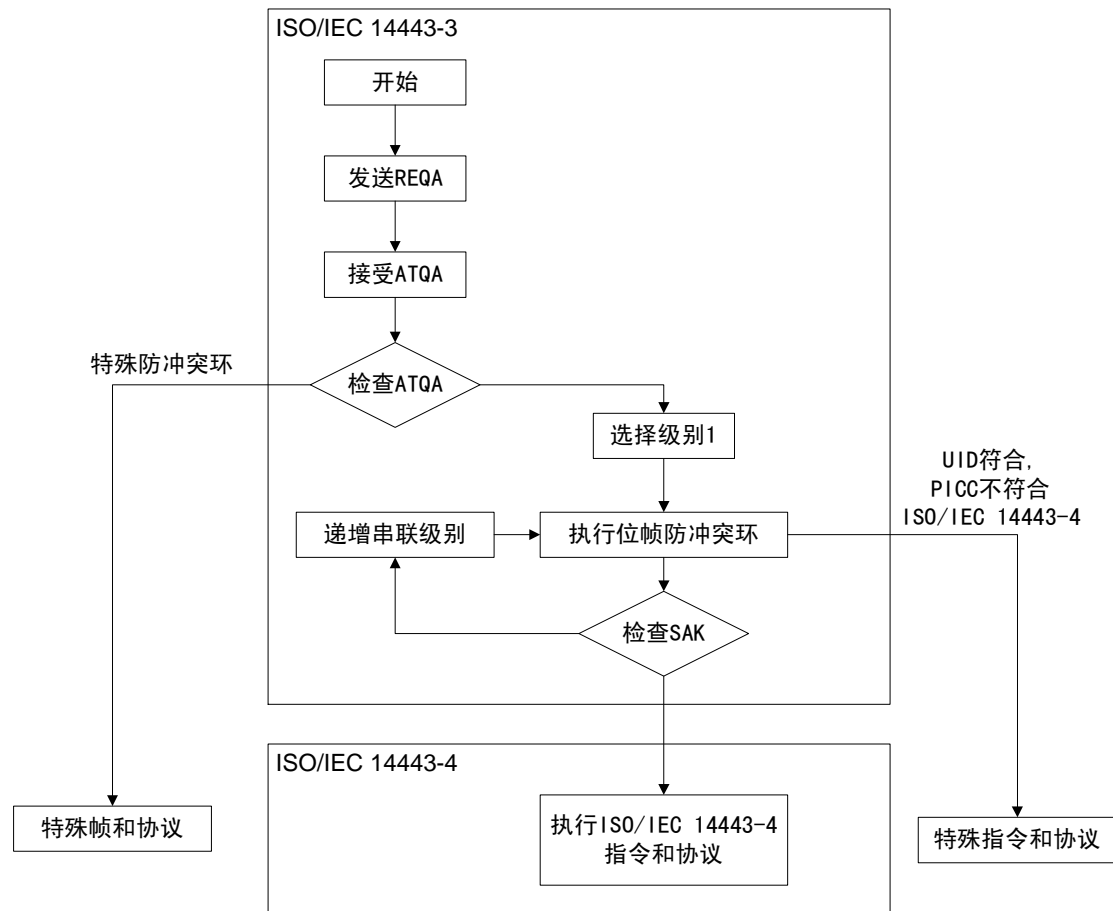 ISO/IEC 14443-3
开始
发送REQA
接受ATQA
特殊防冲突环
检查ATQA
选择级别1
UID符合,
PICC不符合
ISO/IEC 14443-4
递增串联级别
执行位帧防冲突环
检查SAK
ISO/IEC 14443-4
特殊帧和协议
执行ISO/IEC 14443-4
指令和协议
特殊指令和协议